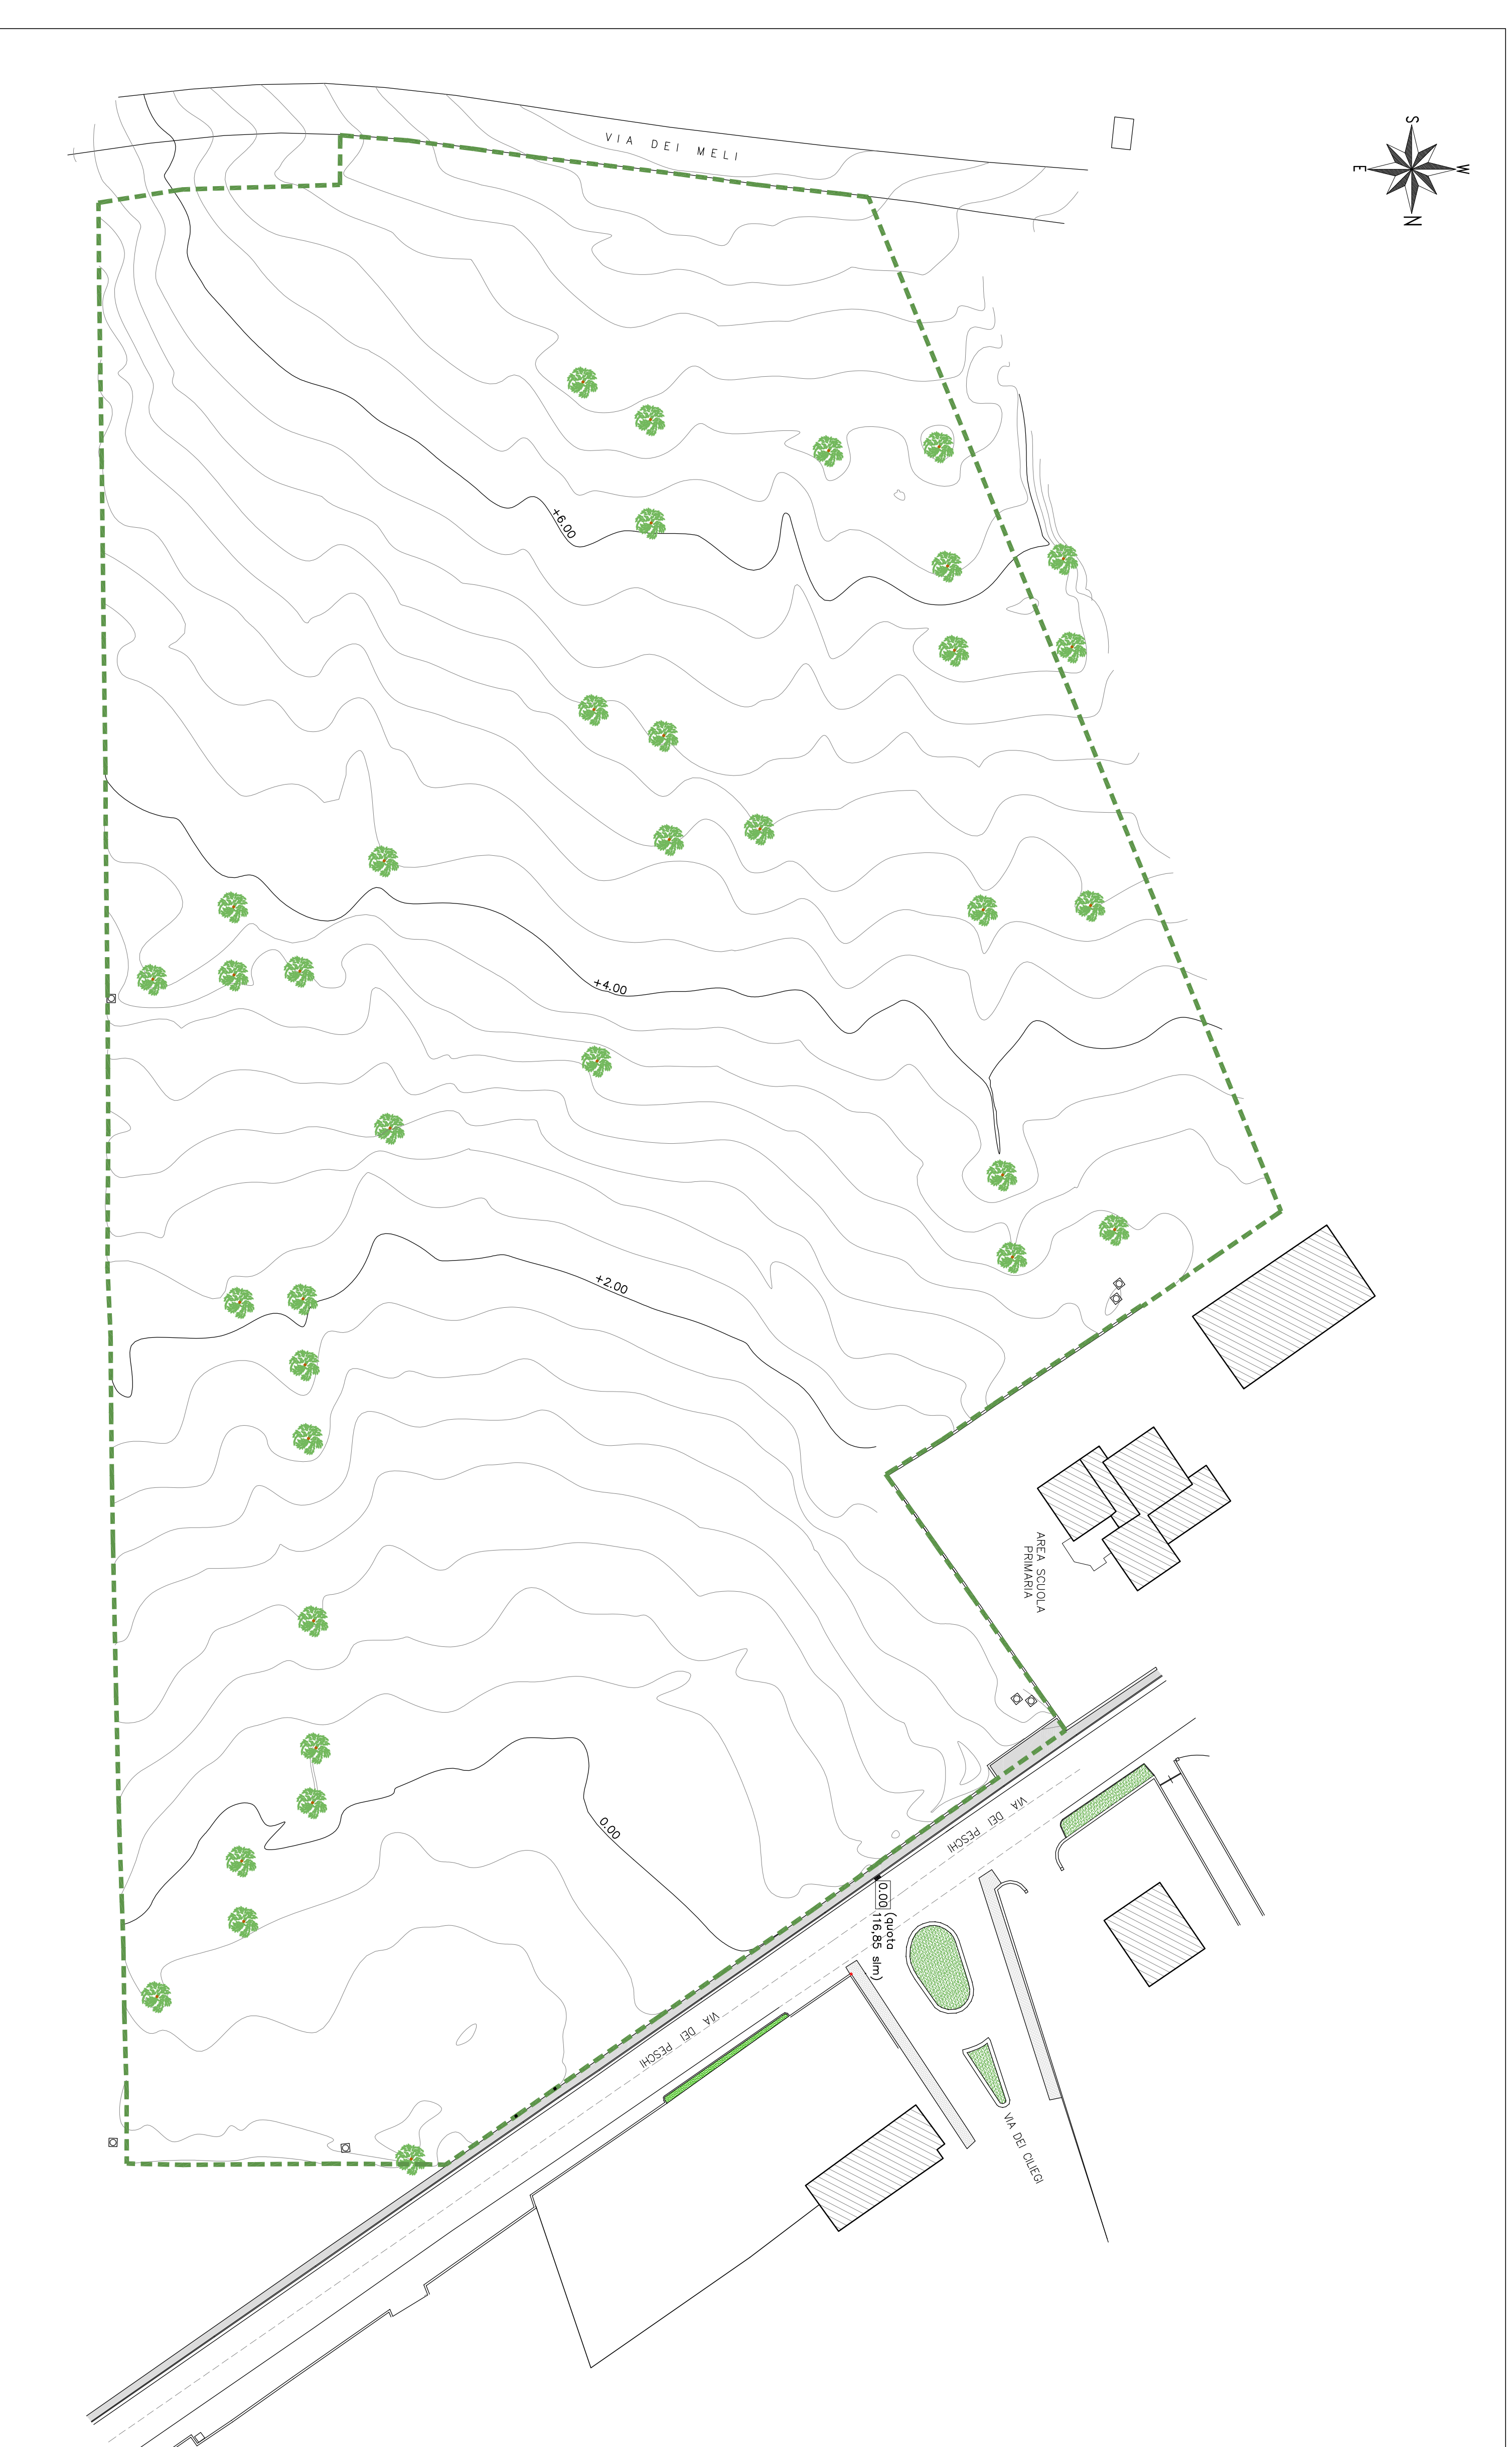 VIA DEI MELI
S
W
E
N
+6.00
+4.00
+2.00
AREA SCUOLA
PRIMARIA
VIA DEI PESCHI
0.00
0.00 (quota
116,85 slm)
VIA DEI PESCHI
VIA DEI CILIEGI